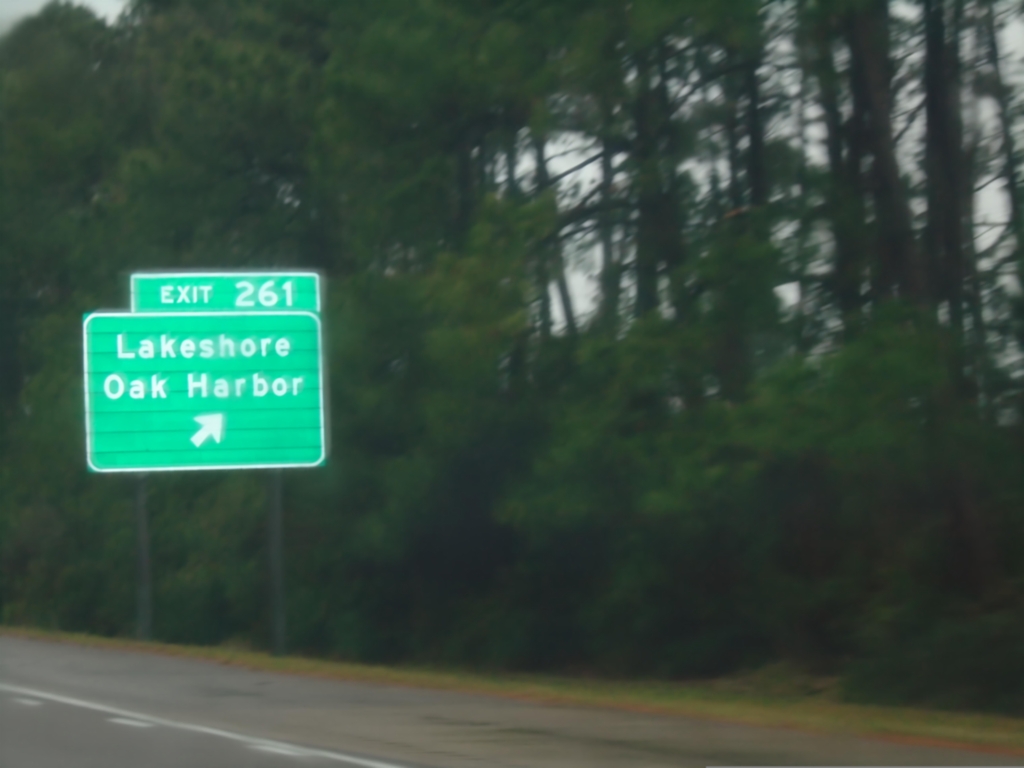 EXIT 261
Lakeshore
Oak Harbor